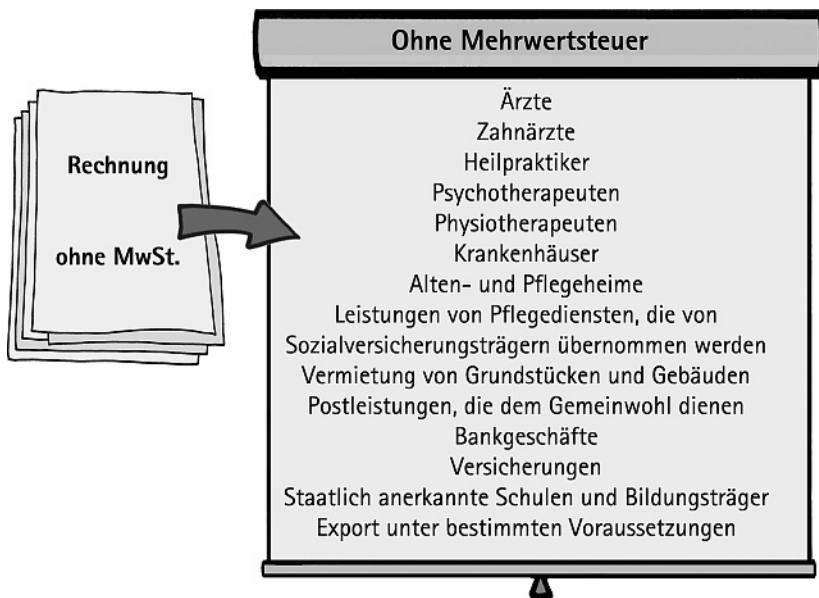 Ohne Mehrwertsteuer
Rechnung
ohne MwSt.
Ärzte
Zahnärzte
Heilpraktiker
Psychotherapeuten
Physiotherapeuten
Krankenhäuser
Alten- und Pflegeheime
Leistungen von Pflegediensten, die von
Sozialversicherungsträgern übernommen werden
Vermietung von Grundstücken und Gebäuden
Postleistungen, die dem Gemeinwohl dienen
Bankgeschäfte
Versicherungen
Staatlich anerkannte Schulen und Bildungsträger
Export unter bestimmten Voraussetzungen